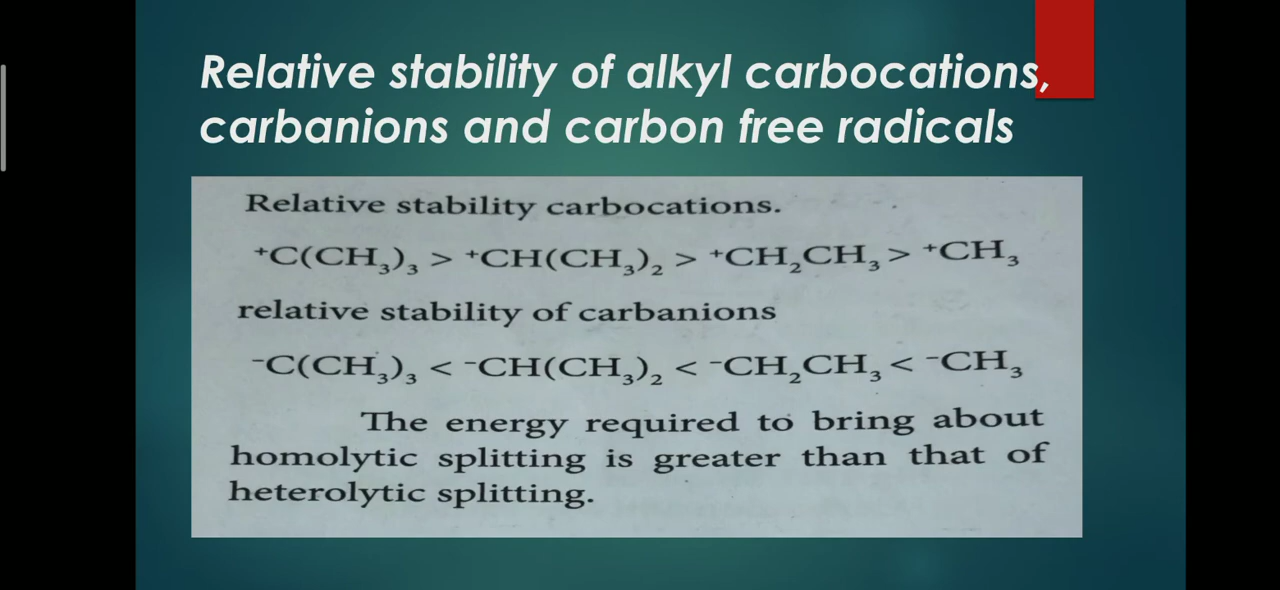 Relative stability of alkyl carbocations,
carbanions and carbon free radicals
Relative stability carbocations.
⁺C(CH₃)₃ > ⁺CH(CH₃)₂ > ⁺CH₂CH₃ > ⁺CH₃
relative stability of carbanions
⁻C(CH₃)₃ < ⁻CH(CH₃)₂ < ⁻CH₂CH₃ < ⁻CH₃
The energy required to bring about
homolytic splitting is greater than that of
heterolytic splitting.